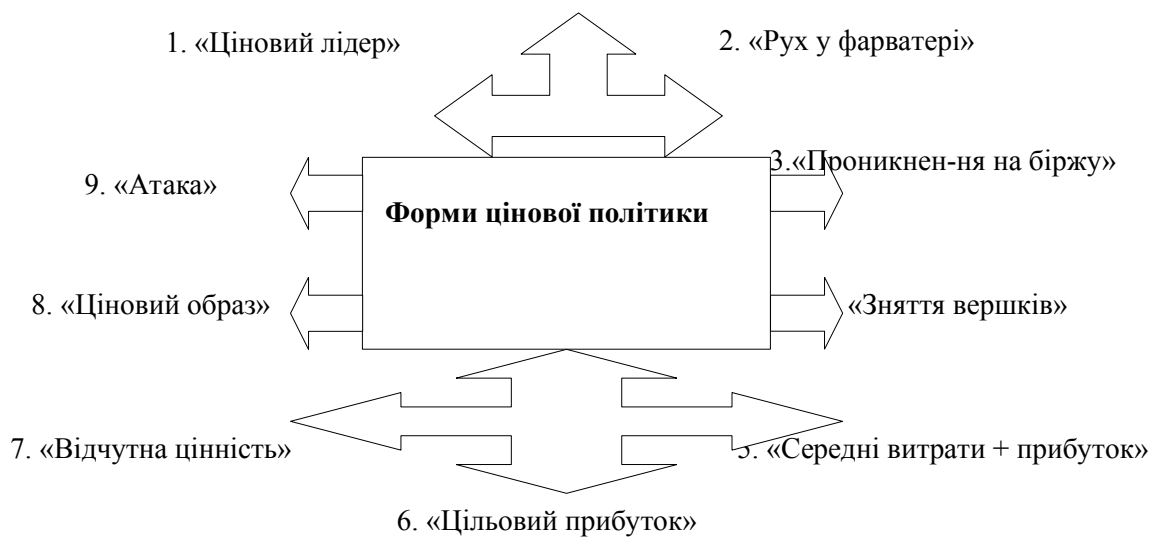 1. «Ціновий лідер»
2. «Рух у фарватері»
3.«Проникнен-ня на біржу»
9. «Атака»
Форми цінової політики
8. «Ціновий образ»
«Зняття вершків»
7. «Відчутна цінність»
5. «Середні витрати + прибуток»
6. «Цільовий прибуток»